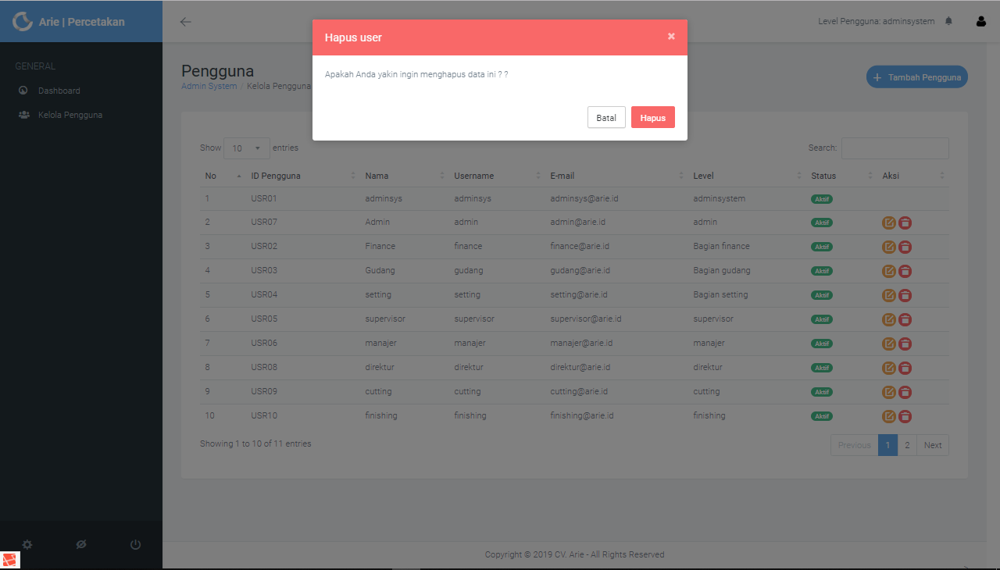 Arie | Percetakan
Level Pengguna: adminsystem
Hapus user ×
Apakah Anda yakin ingin menghapus data ini ? ?
Batal Hapus
GENERAL
Dashboard
Kelola Pengguna
Pengguna
Admin System / Kelola Pengguna
+ Tambah Pengguna
Show 10 entries Search:
No ID Pengguna Nama Username E-mail Level Status Aksi
1 USR01 adminsys adminsys adminsys@arie.id adminsystem Aktif
2 USR07 Admin admin admin@arie.id admin Aktif
3 USR02 Finance finance finance@arie.id Bagian finance Aktif
4 USR03 Gudang gudang gudang@arie.id Bagian gudang Aktif
5 USR04 setting setting setting@arie.id Bagian setting Aktif
6 USR05 supervisor supervisor supervisor@arie.id supervisor Aktif
7 USR06 manajer manajer manajer@arie.id manajer Aktif
8 USR08 direktur direktur direktur@arie.id direktur Aktif
9 USR09 cutting cutting cutting@arie.id cutting Aktif
10 USR10 finishing finishing finishing@arie.id finishing Aktif
Showing 1 to 10 of 11 entries
Previous 1 2 Next
Copyright © 2019 CV. Arie - All Rights Reserved